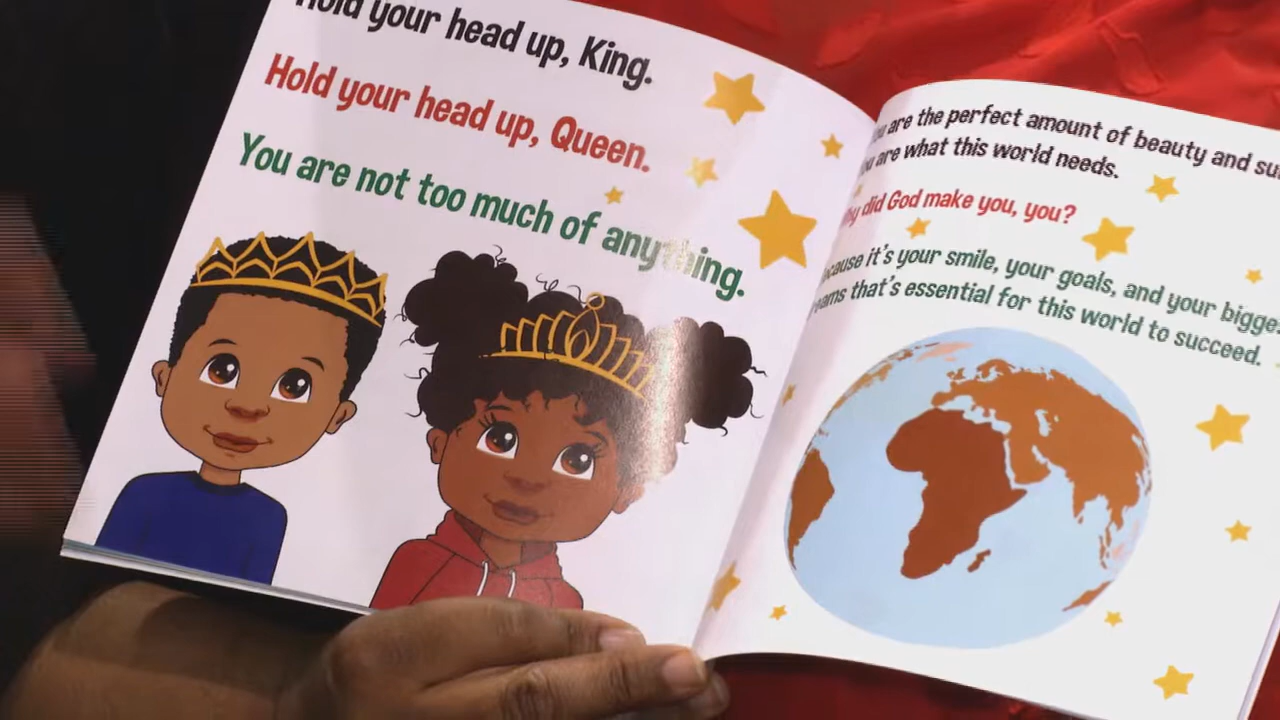 Hold your head up, King.
Hold your head up, Queen.
You are not too much of anything.
are the perfect amount of beauty and
are what this world needs.
did God make you, you?
it's your smile, your goals, and your
that's essential for this world to succeed.